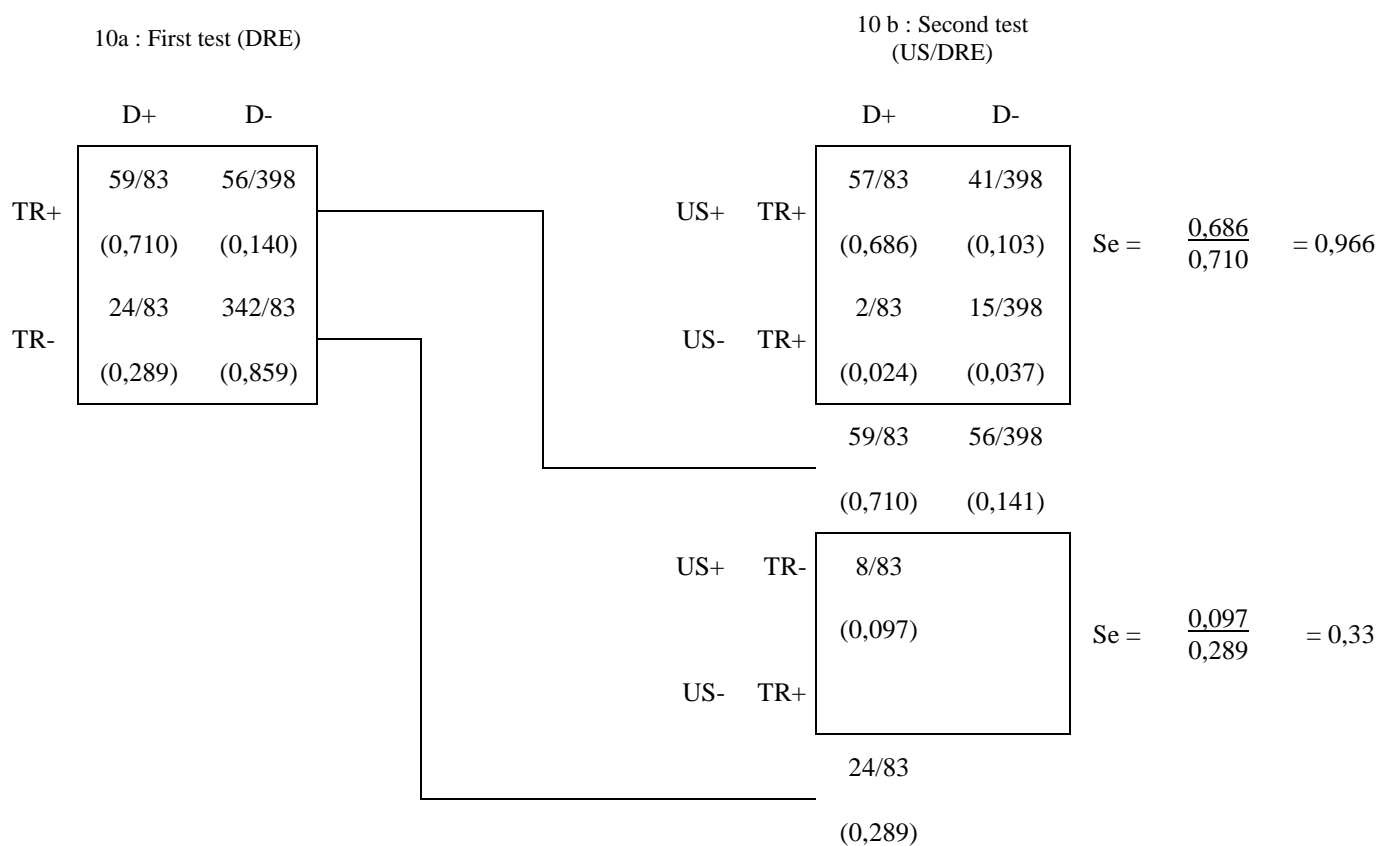 10a : First test (DRE)
10 b : Second test
(US/DRE)
D+ D-
D+ D-
59/83 56/398
57/83 41/398
TR+
US+ TR+
(0,710) (0,140)
(0,686) (0,103)
Se = 0,686 = 0,966
0,710
24/83 342/83
2/83 15/398
TR-
US- TR+
(0,289) (0,859)
(0,024) (0,037)
59/83 56/398
(0,710) (0,141)
US+ TR- 8/83
(0,097)
Se = 0,097 = 0,33
0,289
US- TR+
24/83
(0,289)